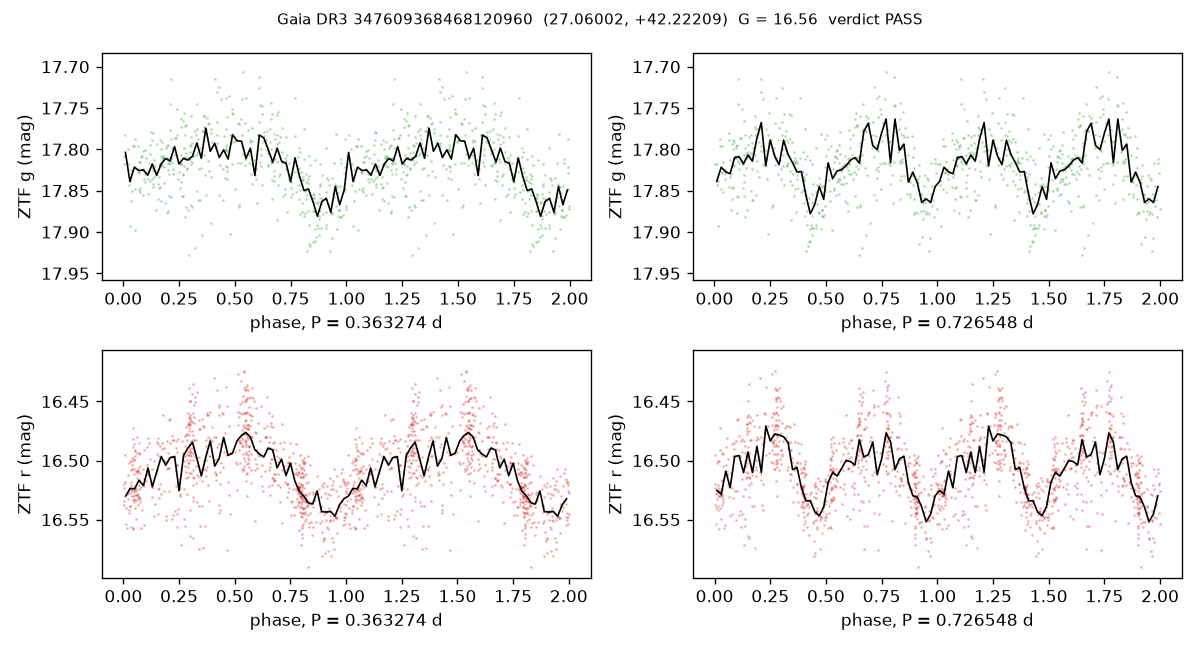 Gaia DR3 347609368468120960  (27.06002, +42.22209)  G = 16.56  verdict PASS
ZTF g (mag)
17.70
17.75
17.80
17.85
17.90
17.95
0.00 0.25 0.50 0.75 1.00 1.25 1.50 1.75 2.00
phase, P = 0.363274 d
ZTF g (mag)
17.70
17.75
17.80
17.85
17.90
17.95
0.00 0.25 0.50 0.75 1.00 1.25 1.50 1.75 2.00
phase, P = 0.726548 d
ZTF r (mag)
16.45
16.50
16.55
0.00 0.25 0.50 0.75 1.00 1.25 1.50 1.75 2.00
phase, P = 0.363274 d
ZTF r (mag)
16.45
16.50
16.55
0.00 0.25 0.50 0.75 1.00 1.25 1.50 1.75 2.00
phase, P = 0.726548 d